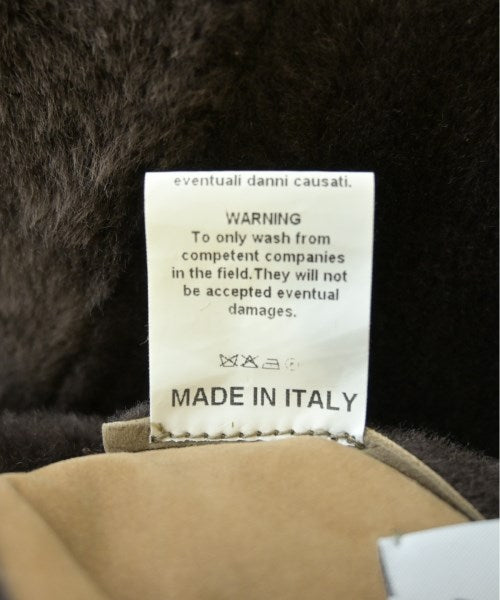 eventuali danni causati.
WARNING
To only wash from
competent companies
in the field.They will not
be accepted eventual
damages.
MADE IN ITALY